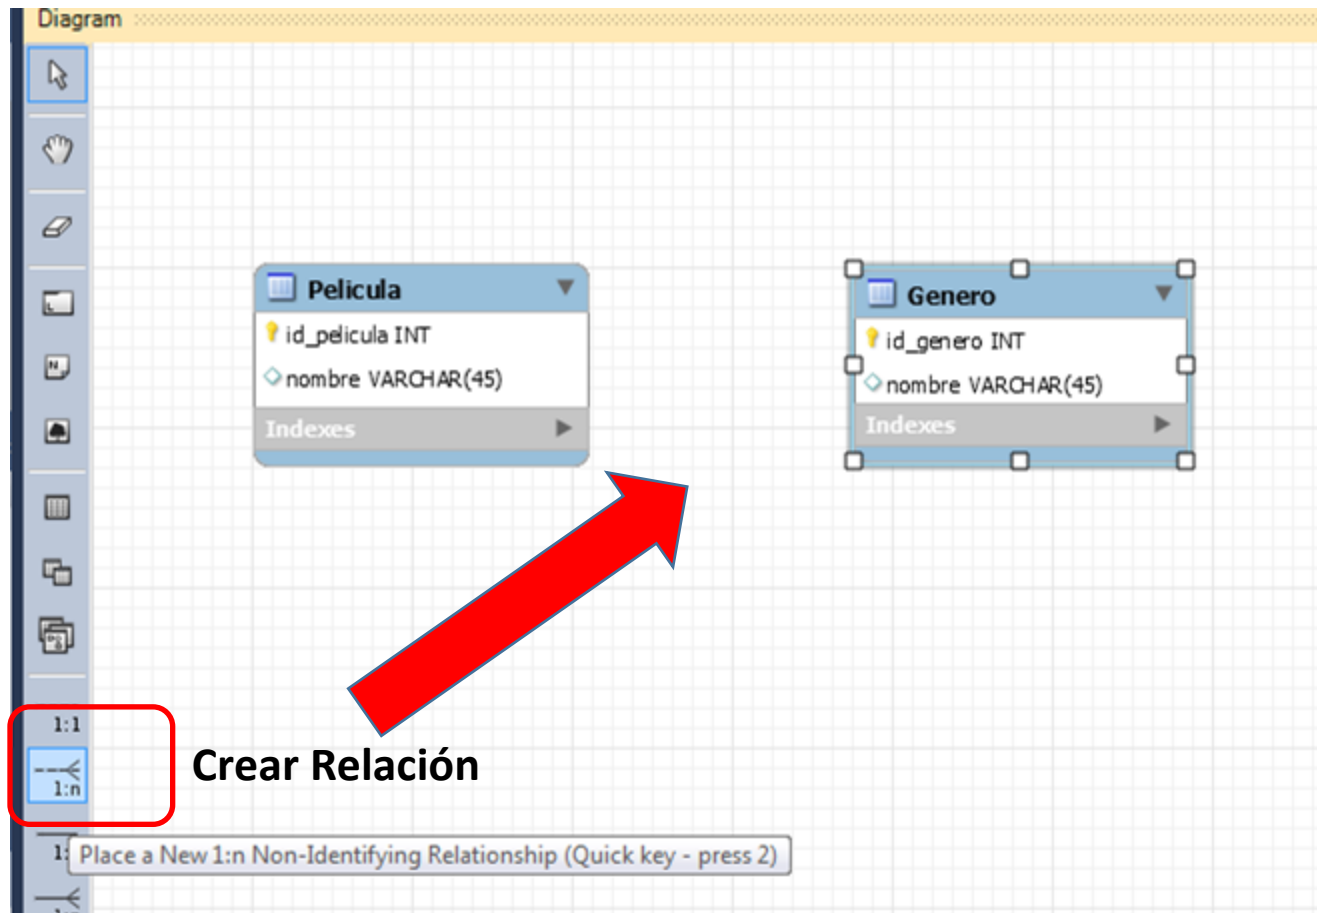 Diagram
Pelicula
id_pelicula INT
nombre VARCHAR(45)
Indexes
Genero
id_genero INT
nombre VARCHAR(45)
Indexes
1:1
1:n
Crear Relación
Place a New 1:n Non-Identifying Relationship (Quick key - press 2)